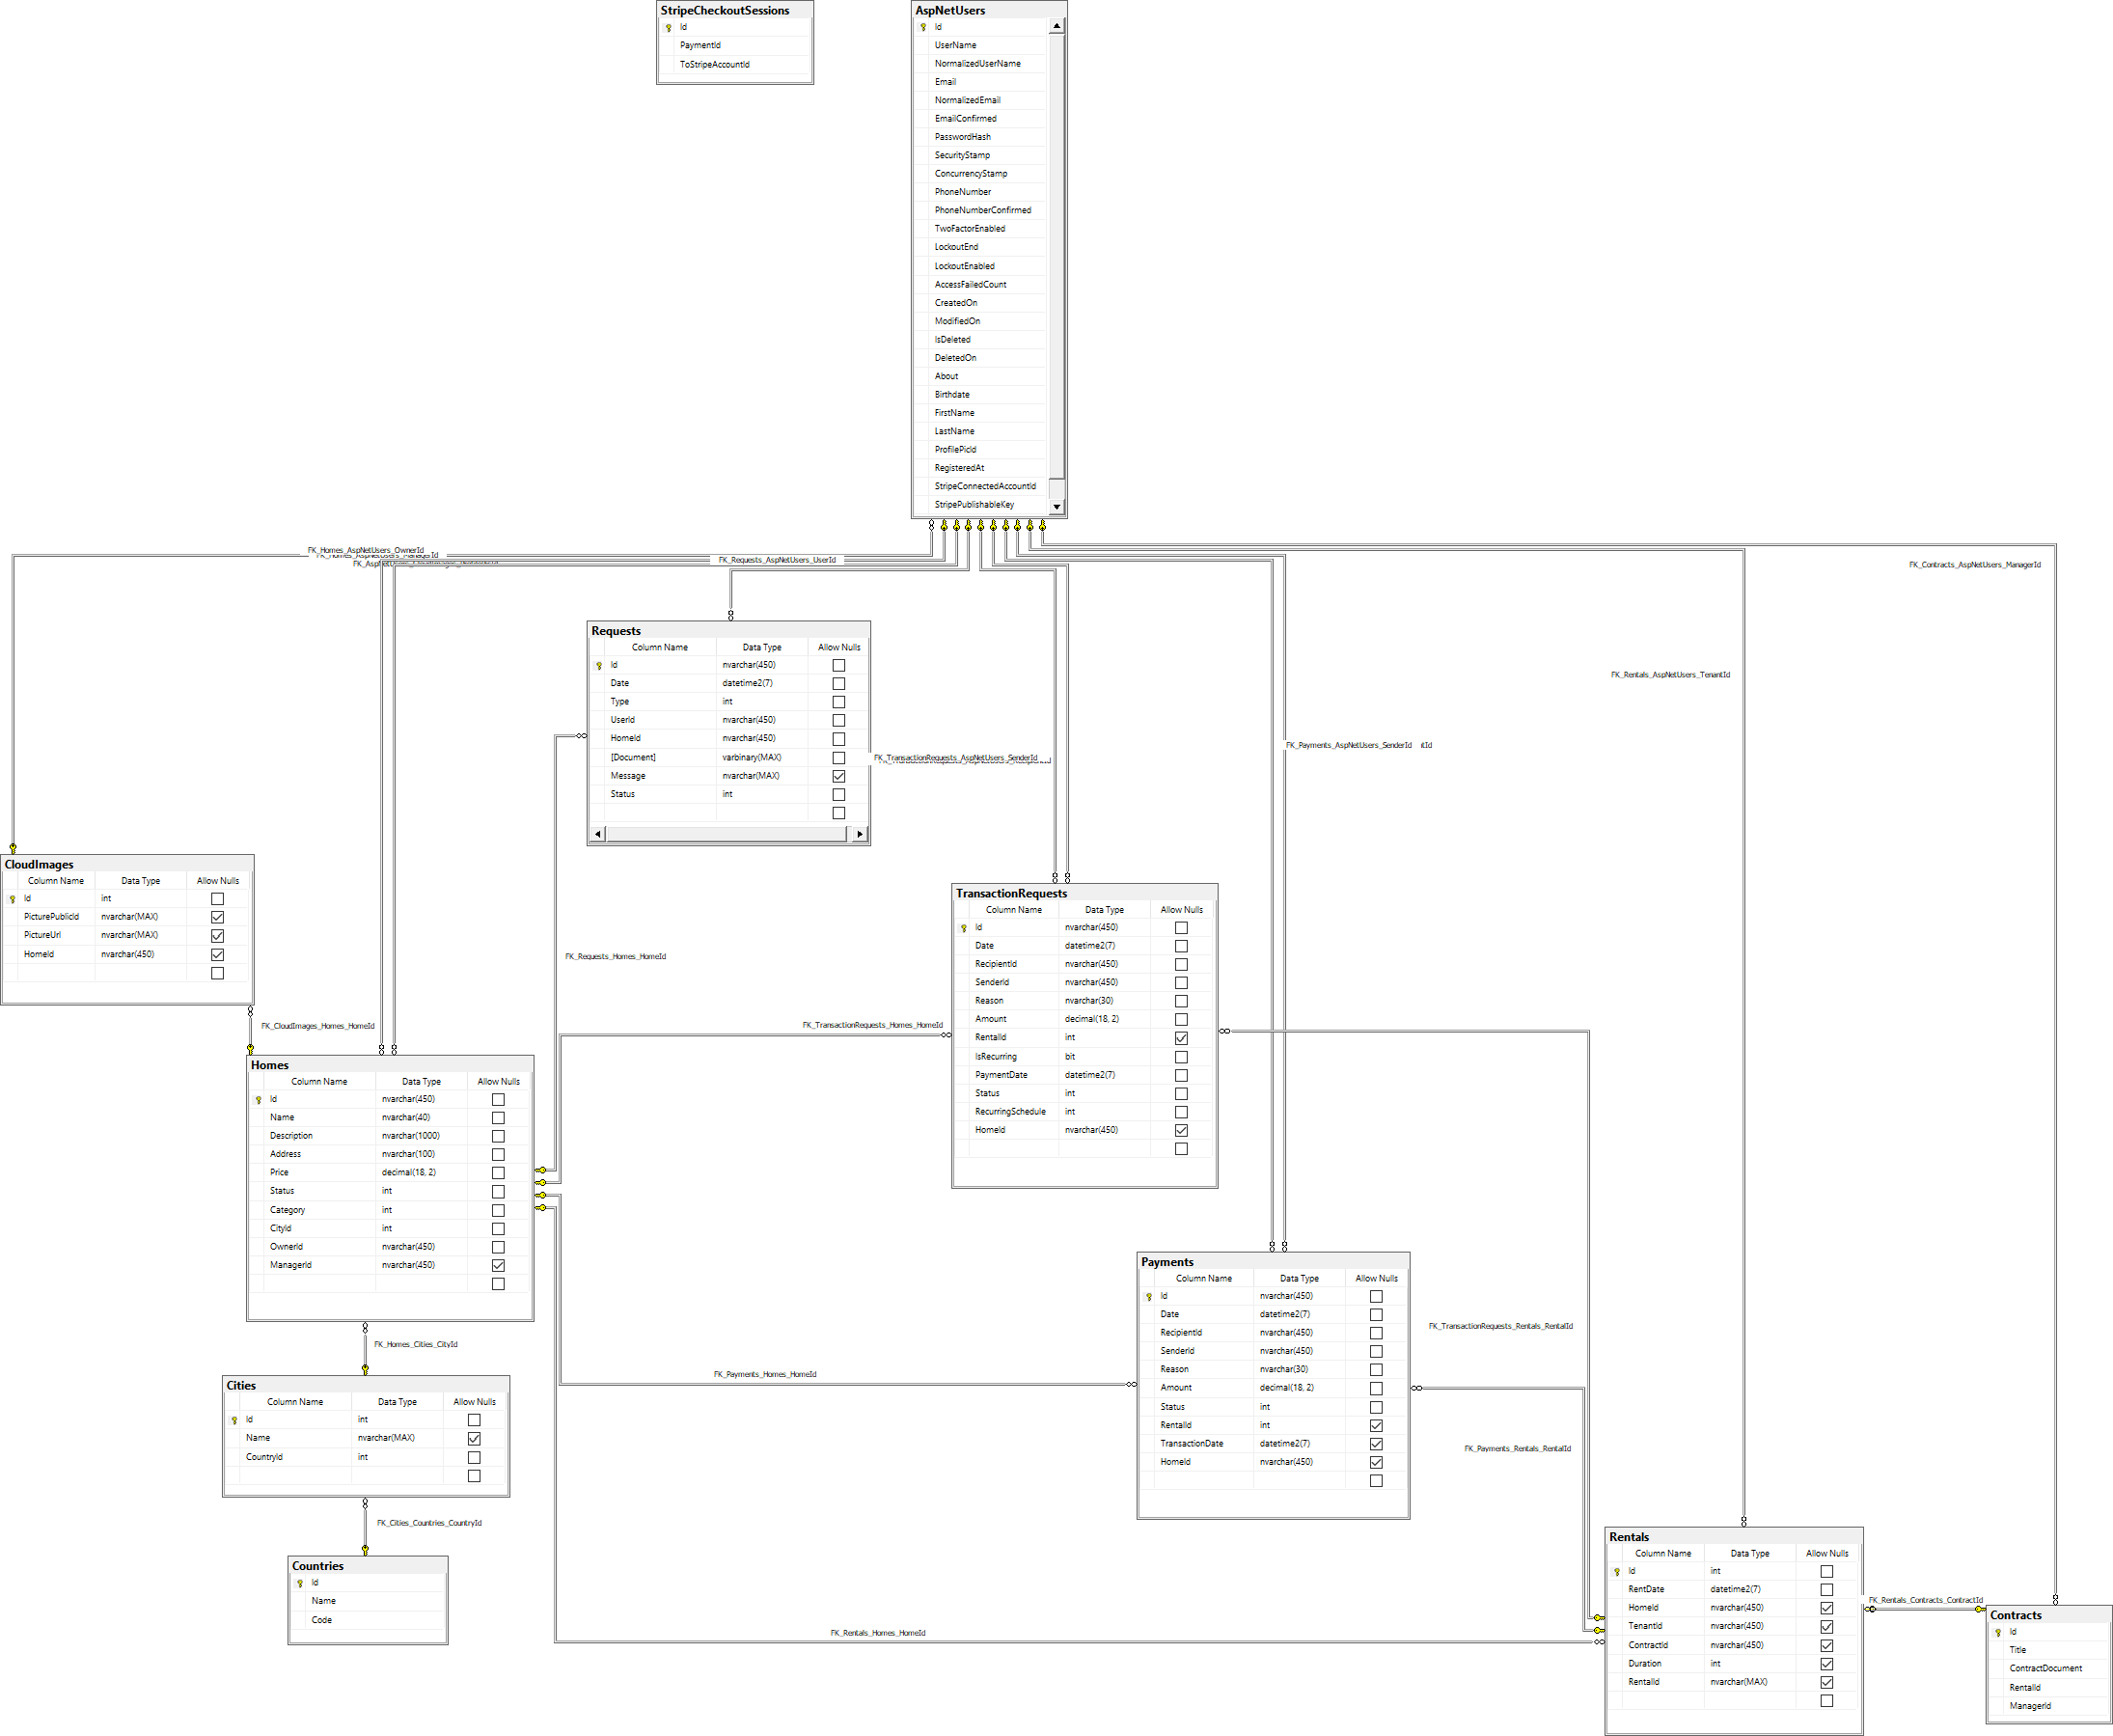 StripeCheckoutSessions
Id
PaymentId
ToStripeAccountId
AspNetUsers
Id
UserName
NormalizedUserName
Email
NormalizedEmail
EmailConfirmed
PasswordHash
SecurityStamp
ConcurrencyStamp
PhoneNumber
PhoneNumberConfirmed
TwoFactorEnabled
LockoutEnd
LockoutEnabled
AccessFailedCount
CreatedOn
ModifiedOn
IsDeleted
DeletedOn
About
Birthdate
FirstName
LastName
ProfilePicId
RegisteredAt
StripeConnectedAccountId
StripePublishableKey
FK_Homes_AspNetUsers_OwnerId
FK_Requests_AspNetUsers_UserId
FK_Contracts_AspNetUsers_ManagerId
Requests
Column Name Data Type Allow Nulls
Id nvarchar(450)
Date datetime2(7)
Type int
UserId nvarchar(450)
HomeId nvarchar(450)
[Document] varbinary(MAX)
Message nvarchar(MAX)
Status int
FK_Rentals_AspNetUsers_TenantId
FK_Payments_AspNetUsers_SenderId
FK_TransactionRequests_AspNetUsers_SenderId
CloudImages
Column Name Data Type Allow Nulls
Id int
PicturePublicId nvarchar(MAX)
PictureUrl nvarchar(MAX)
HomeId nvarchar(450)
FK_Requests_Homes_HomeId
FK_CloudImages_Homes_HomeId
FK_TransactionRequests_Homes_HomeId
TransactionRequests
Column Name Data Type Allow Nulls
Id nvarchar(450)
Date datetime2(7)
RecipientId nvarchar(450)
SenderId nvarchar(450)
Reason nvarchar(30)
Amount decimal(18, 2)
RentalId int
IsRecurring bit
PaymentDate datetime2(7)
Status int
RecurringSchedule int
HomeId nvarchar(450)
Homes
Column Name Data Type Allow Nulls
Id nvarchar(450)
Name nvarchar(40)
Description nvarchar(1000)
Address nvarchar(100)
Price decimal(18, 2)
Status int
Category int
CityId int
OwnerId nvarchar(450)
ManagerId nvarchar(450)
FK_Homes_Cities_CityId
Payments
Column Name Data Type Allow Nulls
Id nvarchar(450)
Date datetime2(7)
RecipientId nvarchar(450)
SenderId nvarchar(450)
Reason nvarchar(30)
Amount decimal(18, 2)
Status int
RentalId int
TransactionDate datetime2(7)
HomeId nvarchar(450)
FK_TransactionRequests_Rentals_RentalId
FK_Payments_Homes_HomeId
FK_Payments_Rentals_RentalId
Cities
Column Name Data Type Allow Nulls
Id int
Name nvarchar(MAX)
CountryId int
FK_Cities_Countries_CountryId
Countries
Id
Name
Code
FK_Rentals_Homes_HomeId
Rentals
Column Name Data Type Allow Nulls
Id int
RentDate datetime2(7)
HomeId nvarchar(450)
TenantId nvarchar(450)
ContractId nvarchar(450)
Duration int
RentalId nvarchar(MAX)
FK_Rentals_Contracts_ContractId
Contracts
Id
Title
ContractDocument
RentalId
ManagerId